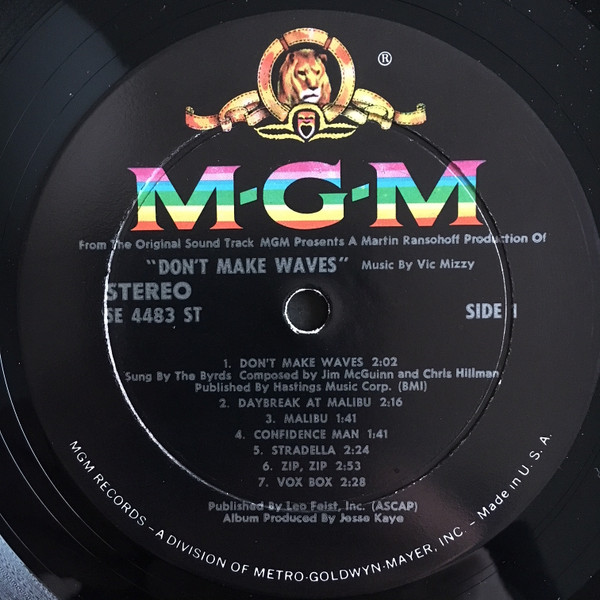 ®
M-G-M
From The Original Sound Track MGM Presents A Martin Ransohoff Production Of
"DON'T MAKE WAVES" Music By Vic Mizzy
STEREO
SE 4483 ST
SIDE 1
1. DON'T MAKE WAVES 2:02
Sung By The Byrds Composed by Jim McGuinn and Chris Hillman
Published By Hastings Music Corp. (BMI)
2. DAYBREAK AT MALIBU 2:16
3. MALIBU 1:41
4. CONFIDENCE MAN 1:41
5. STRADELLA 2:24
6. ZIP, ZIP 2:53
7. VOX BOX 2:28
Published By Leo Feist, Inc. (ASCAP)
Album Produced By Jesse Kaye
MGM RECORDS – A DIVISION OF METRO-GOLDWYN-MAYER, INC. – Made in U. S. A.